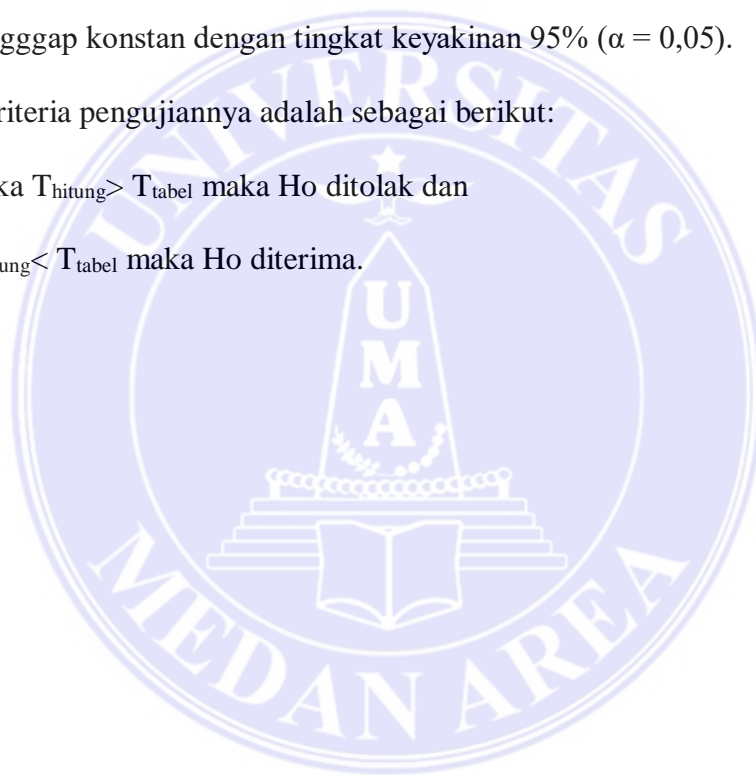 gggap konstan dengan tingkat keyakinan 95% (α = 0,05).
riteria pengujiannya adalah sebagai berikut:
ka Thitung> Ttabel maka Ho ditolak dan
ung< Ttabel maka Ho diterima.
UNIVERSITAS
UMA
MEDAN AREA